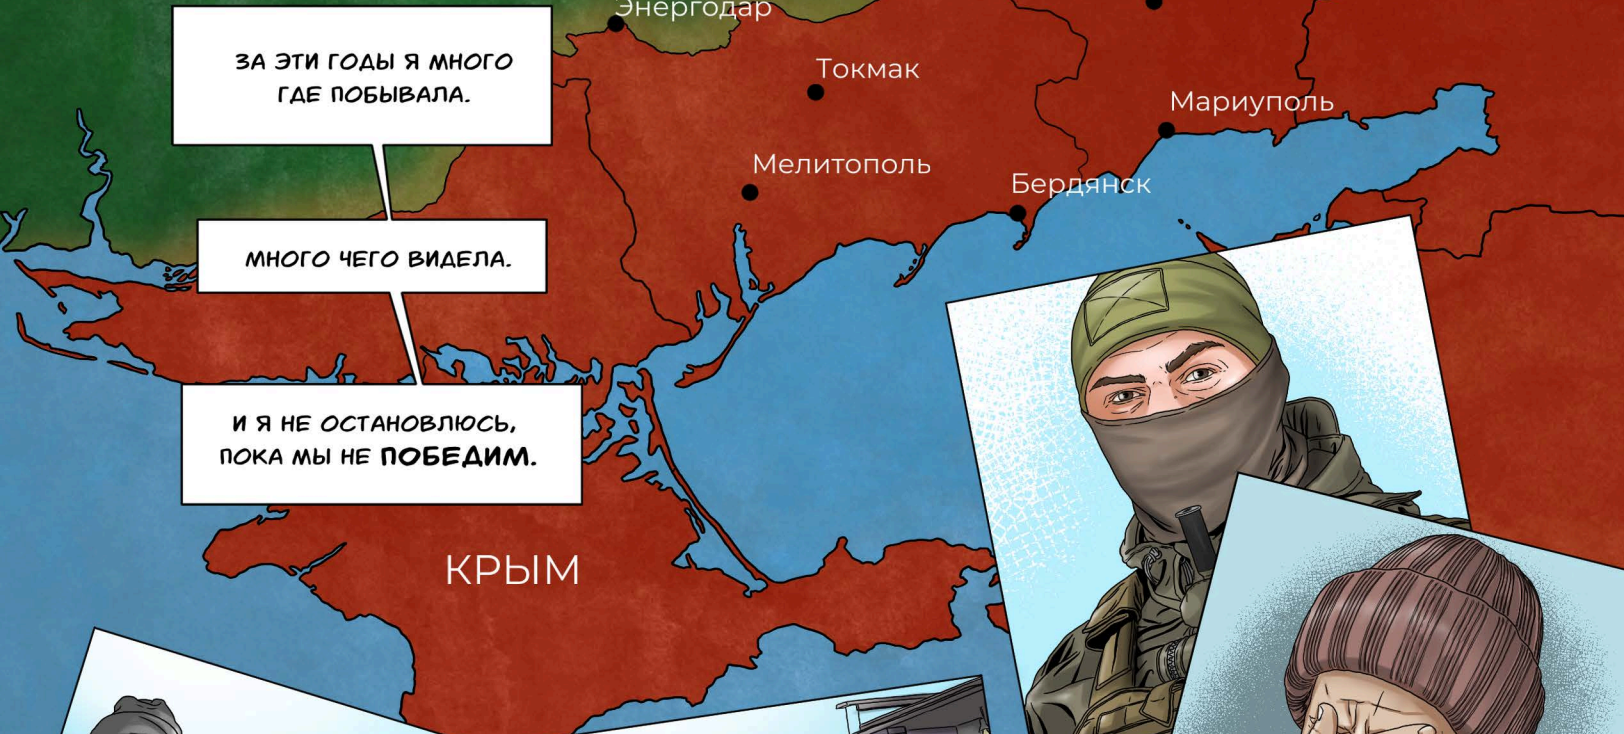 Энергодар
ЗА ЭТИ ГОДЫ Я МНОГО
ГДЕ ПОБЫВАЛА.
Токмак
Мариуполь
Мелитополь
Бердянск
МНОГО ЧЕГО ВИДЕЛА.
И Я НЕ ОСТАНОВЛЮСЬ,
ПОКА МЫ НЕ ПОБЕДИМ.
КРЫМ